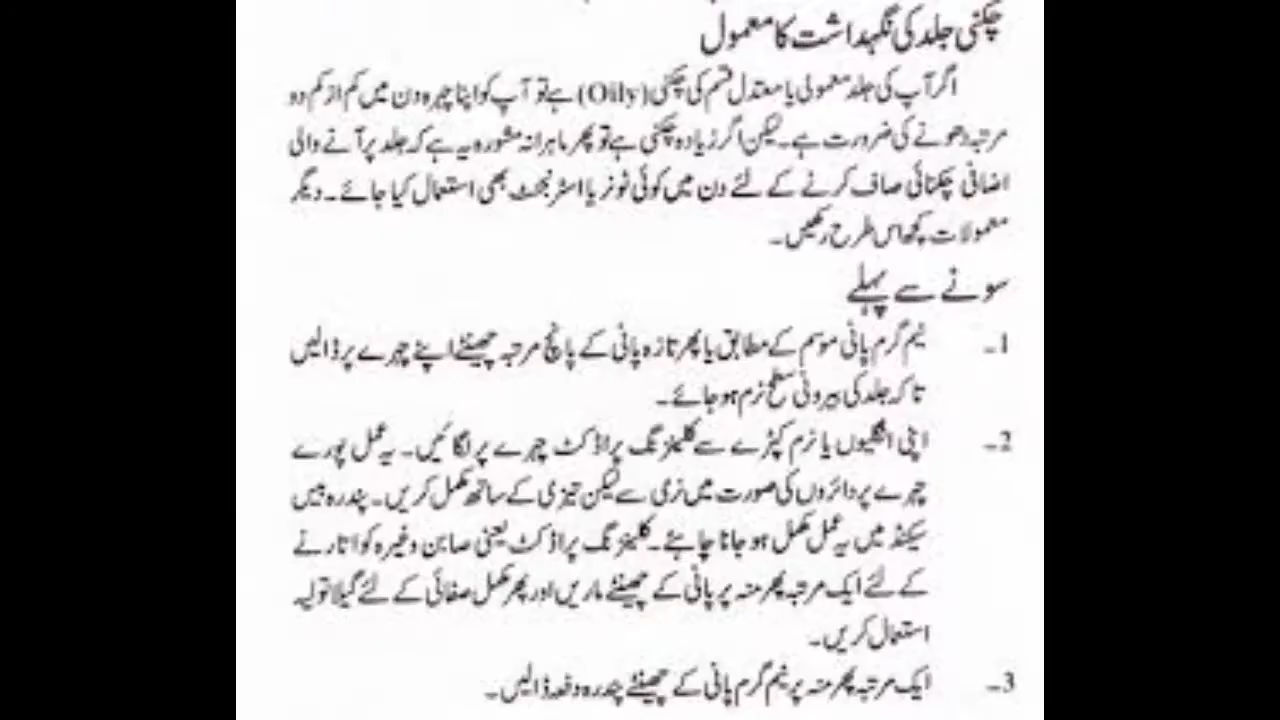 چکنی جلد کی نگہداشت کا معمول
اگر آپ کی جلد معمولی یا معتدل قسم کی چکنی (Oily) ہے تو آپ کو اپنا چہرہ دن میں کم از کم دو
مرتبہ دھونے کی ضرورت ہے۔ لیکن اگر زیادہ چکنی ہے تو پھر ماہرانہ مشورہ یہ ہے کہ جلد پر آنے والی
اضافی چکنائی صاف کرنے کے لئے دن میں کوئی ٹونر یا اسٹرنجنٹ بھی استعمال کیا جائے۔ دیگر
معمولات کچھ اس طرح رکھیں۔
سونے سے پہلے
1۔ نیم گرم پانی موسم کے مطابق یا پھر تازہ پانی کے پانچ مرتبہ چھینٹے اپنے چہرے پر ڈالیں
تا کہ جلد کی بیرونی سطح نرم ہو جائے۔
2۔ اپنی انگلیوں یا نرم کپڑے سے کلینزنگ پراڈکٹ چہرے پر لگائیں۔ یہ عمل پورے
چہرے پر دائروں کی صورت میں نرمی سے لیکن تیزی کے ساتھ مکمل کریں۔ پندرہ بیس
سیکنڈ میں یہ عمل مکمل ہو جانا چاہئے۔ کلینزنگ پراڈکٹ یعنی صابن وغیرہ کو اتارنے
کے لئے ایک مرتبہ پھر منہ پر پانی کے چھینٹے ماریں اور پھر مکمل صفائی کے لئے گیلا تولیہ
استعمال کریں۔
3۔ ایک مرتبہ پھر منہ پر نیم گرم پانی کے چھینٹے پندرہ دفعہ ڈالیں۔